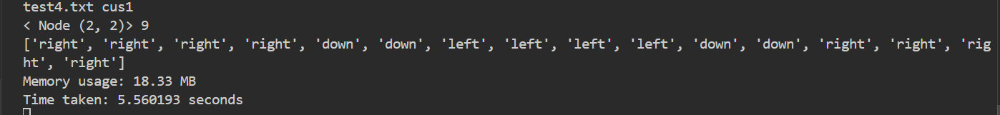 test4.txt cus1
< Node (2, 2)> 9
['right', 'right', 'right', 'right', 'down', 'down', 'left', 'left', 'left', 'left', 'down', 'down', 'right', 'right', 'rig
ht', 'right']
Memory usage: 18.33 MB
Time taken: 5.560193 seconds